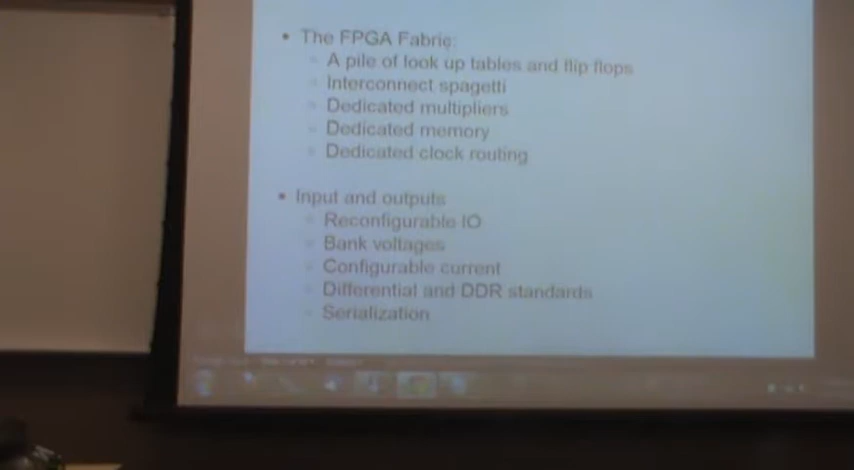 • The FPGA Fabric:
- A pile of look up tables and flip flops
- Interconnect spagetti
- Dedicated multipliers
- Dedicated memory
- Dedicated clock routing
• Input and outputs
- Reconfigurable IO
- Bank voltages
- Configurable current
- Differential and DDR standards
- Serialization